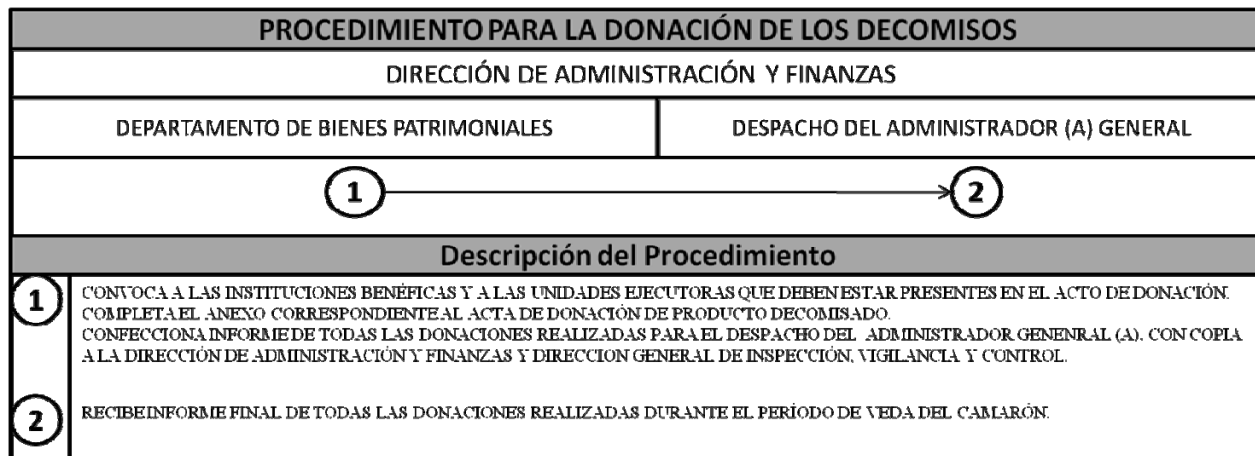 PROCEDIMIENTO PARA LA DONACIÓN DE LOS DECOMISOS
DIRECCIÓN DE ADMINISTRACIÓN Y FINANZAS
DEPARTAMENTO DE BIENES PATRIMONIALES
DESPACHO DEL ADMINISTRADOR (A) GENERAL
1
2
Descripción del Procedimiento
1
CONVOCA A LAS INSTITUCIONES BENÉFICAS Y A LAS UNIDADES EJECUTORAS QUE DEBEN ESTAR PRESENTES EN EL ACTO DE DONACIÓN.
COMPLETA EL ANEXO CORRESPONDIENTE AL ACTA DE DONACIÓN DE PRODUCTO DECOMISADO.
CONFECCIONA INFORME DE TODAS LAS DONACIONES REALIZADAS PARA EL DESPACHO DEL ADMINISTRADOR GENENRAL (A). CON COPIA
A LA DIRECCIÓN DE ADMINISTRACIÓN Y FINANZAS Y DIRECCION GENERAL DE INSPECCIÓN, VIGILANCIA Y CONTROL.
2
RECIBE INFORME FINAL DE TODAS LAS DONACIONES REALIZADAS DURANTE EL PERÍODO DE VEDA DEL CAMARÓN.